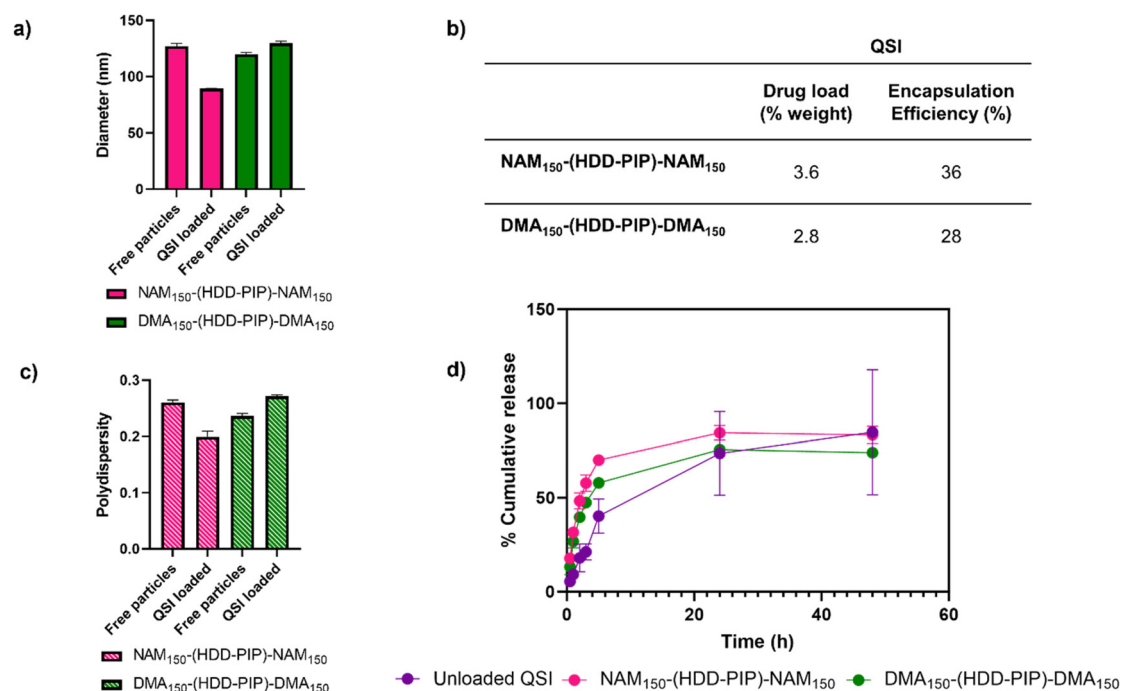 a)
Diameter (nm)
150
100
50
0
Free particles
QSI loaded
Free particles
QSI loaded
NAM₁₅₀-(HDD-PIP)-NAM₁₅₀
DMA₁₅₀-(HDD-PIP)-DMA₁₅₀
b)
QSI
Drug load Encapsulation
(% weight) Efficiency (%)
NAM₁₅₀-(HDD-PIP)-NAM₁₅₀ 3.6 36
DMA₁₅₀-(HDD-PIP)-DMA₁₅₀ 2.8 28
c)
Polydispersity
0.3
0.2
0.1
0.0
Free particles
QSI loaded
Free particles
QSI loaded
NAM₁₅₀-(HDD-PIP)-NAM₁₅₀
DMA₁₅₀-(HDD-PIP)-DMA₁₅₀
d)
% Cumulative release
150
100
50
0
0 20 40 60
Time (h)
Unloaded QSI NAM₁₅₀-(HDD-PIP)-NAM₁₅₀ DMA₁₅₀-(HDD-PIP)-DMA₁₅₀